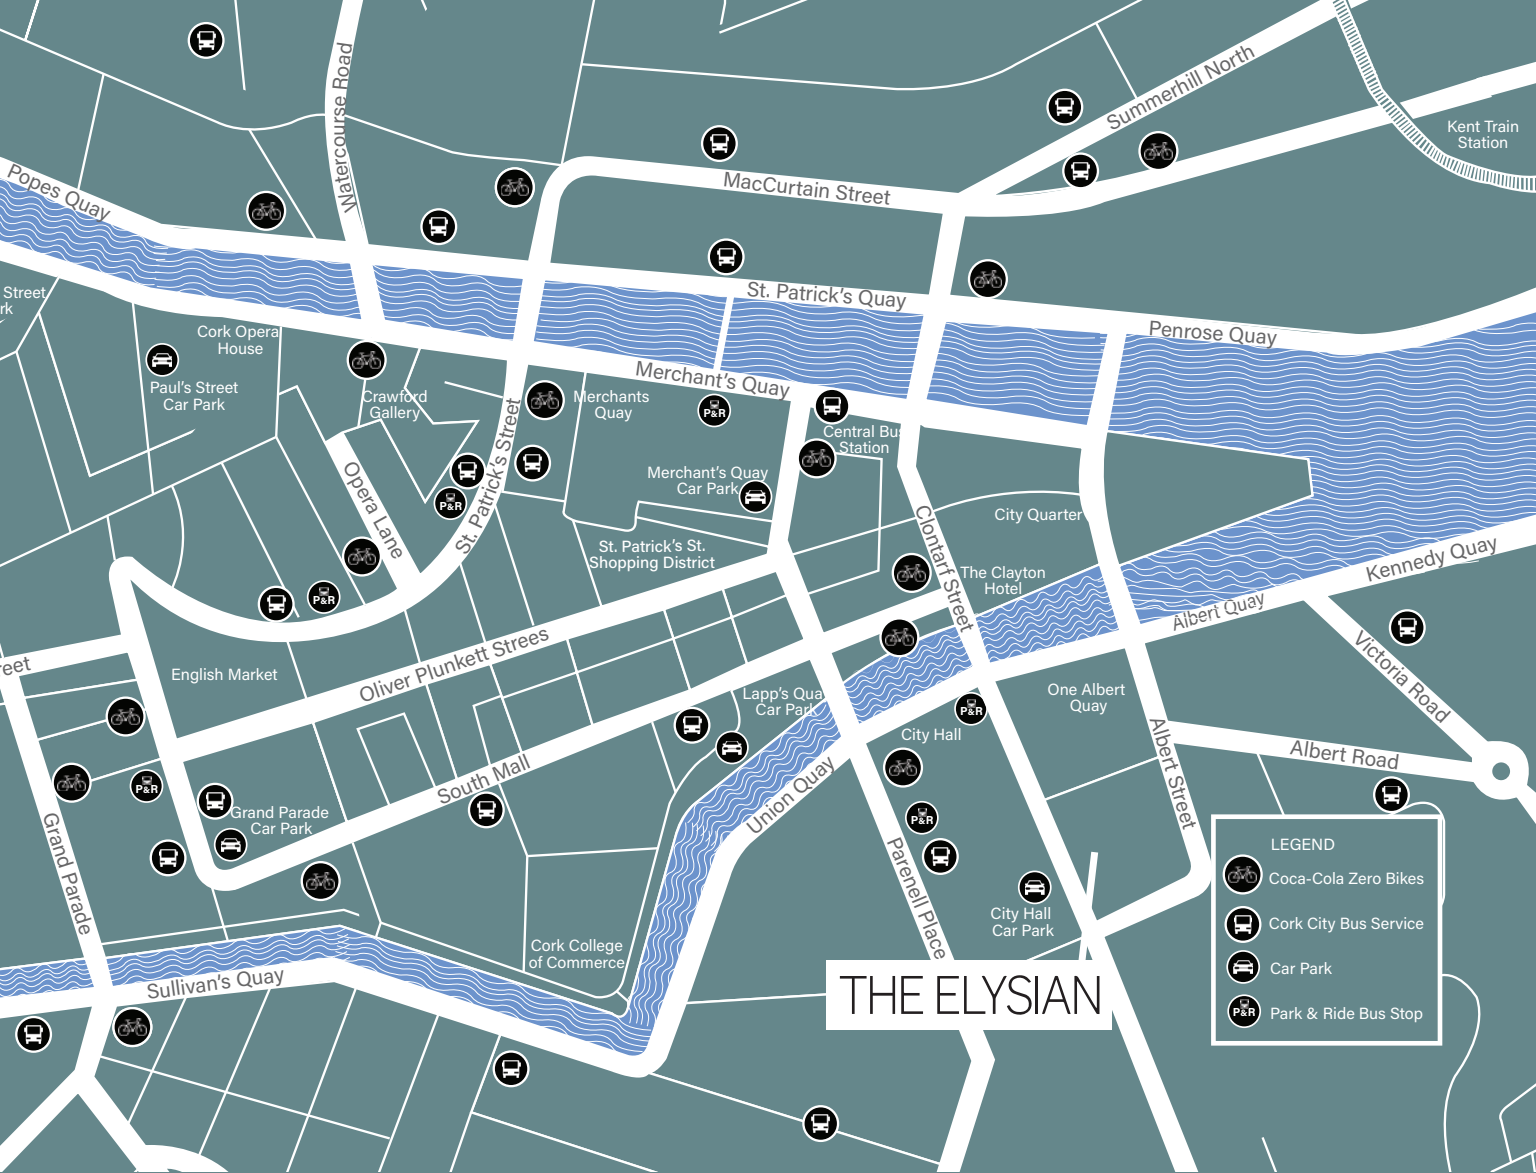 Watercourse Road
Summerhill North
Kent Train
Station
Popes Quay
MacCurtain Street
Street
rk
St. Patrick's Quay
Penrose Quay
Cork Opera
House
Paul's Street
Car Park
Crawford
Gallery
Merchant's Quay
Merchants
Quay
P&R
Central Bus
Station
St. Patrick's Street
Opera Lane
P&R
Merchant's Quay
Car Park
Clontarf Street
City Quarter
St. Patrick's St.
Shopping District
The Clayton
Hotel
Kennedy Quay
Albert Quay
P&R
reet
English Market
Oliver Plunkett Strees
Victoria Road
Lapp's Qua
Car Park
One Albert
Quay
P&R
City Hall
Albert Street
Albert Road
South Mall
Union Quay
P&R
Grand Parade
Car Park
Grand Parade
P&R
Parenell Place
City Hall
Car Park
Cork College
of Commerce
Sullivan's Quay
THE ELYSIAN
LEGEND
Coca-Cola Zero Bikes
Cork City Bus Service
Car Park
P&R
Park & Ride Bus Stop